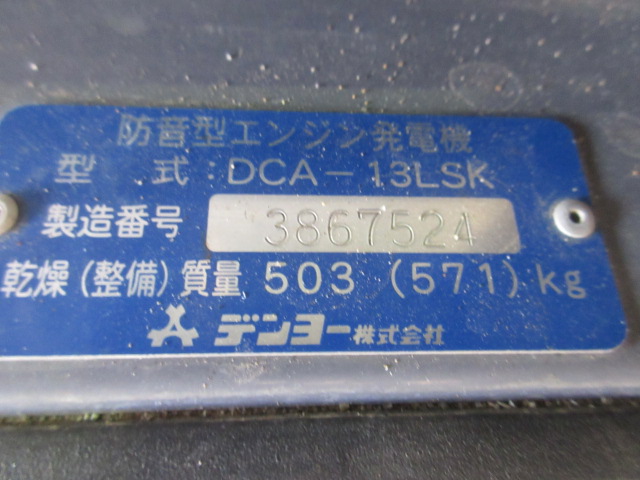 防音型エンジン発電機
型 式：DCA－13LSK
製造番号 3867524
乾燥（整備）質量 503 （571）kg
デンヨー株式会社